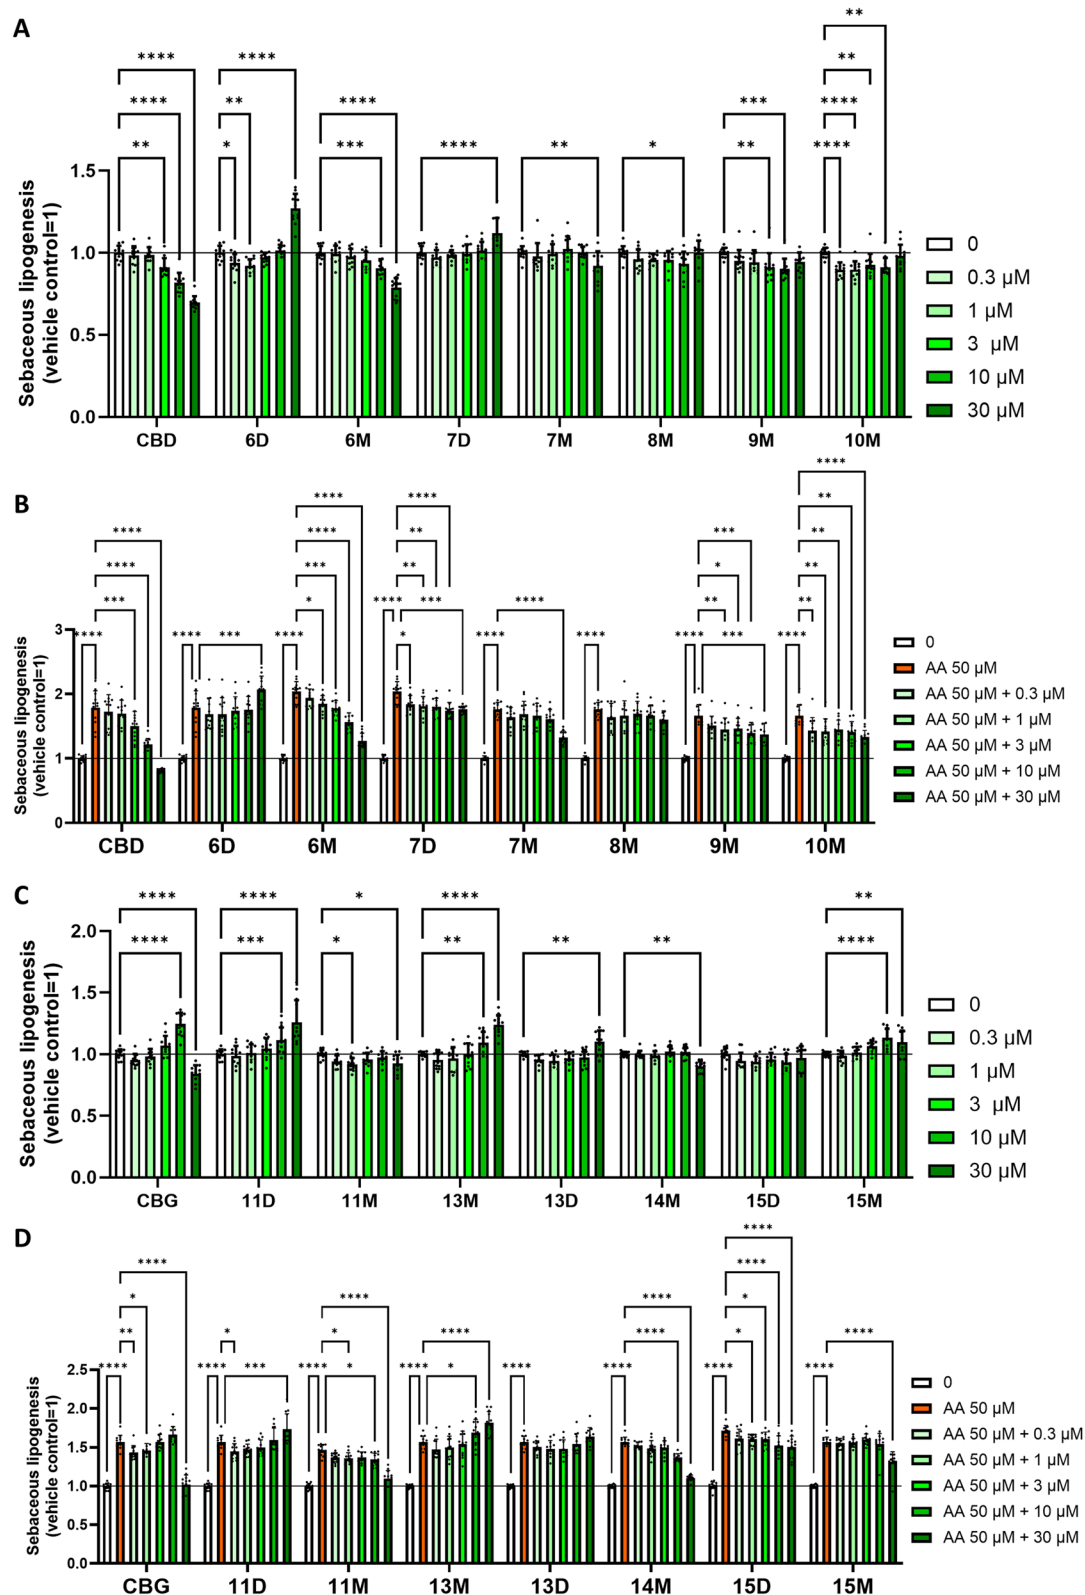 A
**
**** ****
** *** **
**** ** **** ****
** * *** **** ** * ** ****
Sebaceous lipogenesis
(vehicle control=1)
1.5
1.0
0.5
0.0
0
0.3 µM
1 µM
3 µM
10 µM
30 µM
CBD 6D 6M 7D 7M 8M 9M 10M
B
****
**** **** **
**** **** ** *** **
**** *** ** * **
*** * **** *** **** ** **
**** **** *** **** * **** **** **** *** ****
Sebaceous lipogenesis
(vehicle control=1)
3
2
1
0
0
AA 50 µM
AA 50 µM + 0.3 µM
AA 50 µM + 1 µM
AA 50 µM + 3 µM
AA 50 µM + 10 µM
AA 50 µM + 30 µM
CBD 6D 6M 7D 7M 8M 9M 10M
C
**** **** * **** **
**** *** * ** ** ** ****
Sebaceous lipogenesis
(vehicle control=1)
2.0
1.5
1.0
0.5
0.0
0
0.3 µM
1 µM
3 µM
10 µM
30 µM
CBG 11D 11M 13M 13D 14M 15D 15M
D
****
**** ****
* **** **** *
** * * **** **** * ****
**** **** *** **** * **** * **** **** **** ****
Sebaceous lipogenesis
(vehicle control=1)
2.5
2.0
1.5
1.0
0.5
0.0
0
AA 50 µM
AA 50 µM + 0.3 µM
AA 50 µM + 1 µM
AA 50 µM + 3 µM
AA 50 µM + 10 µM
AA 50 µM + 30 µM
CBG 11D 11M 13M 13D 14M 15D 15M